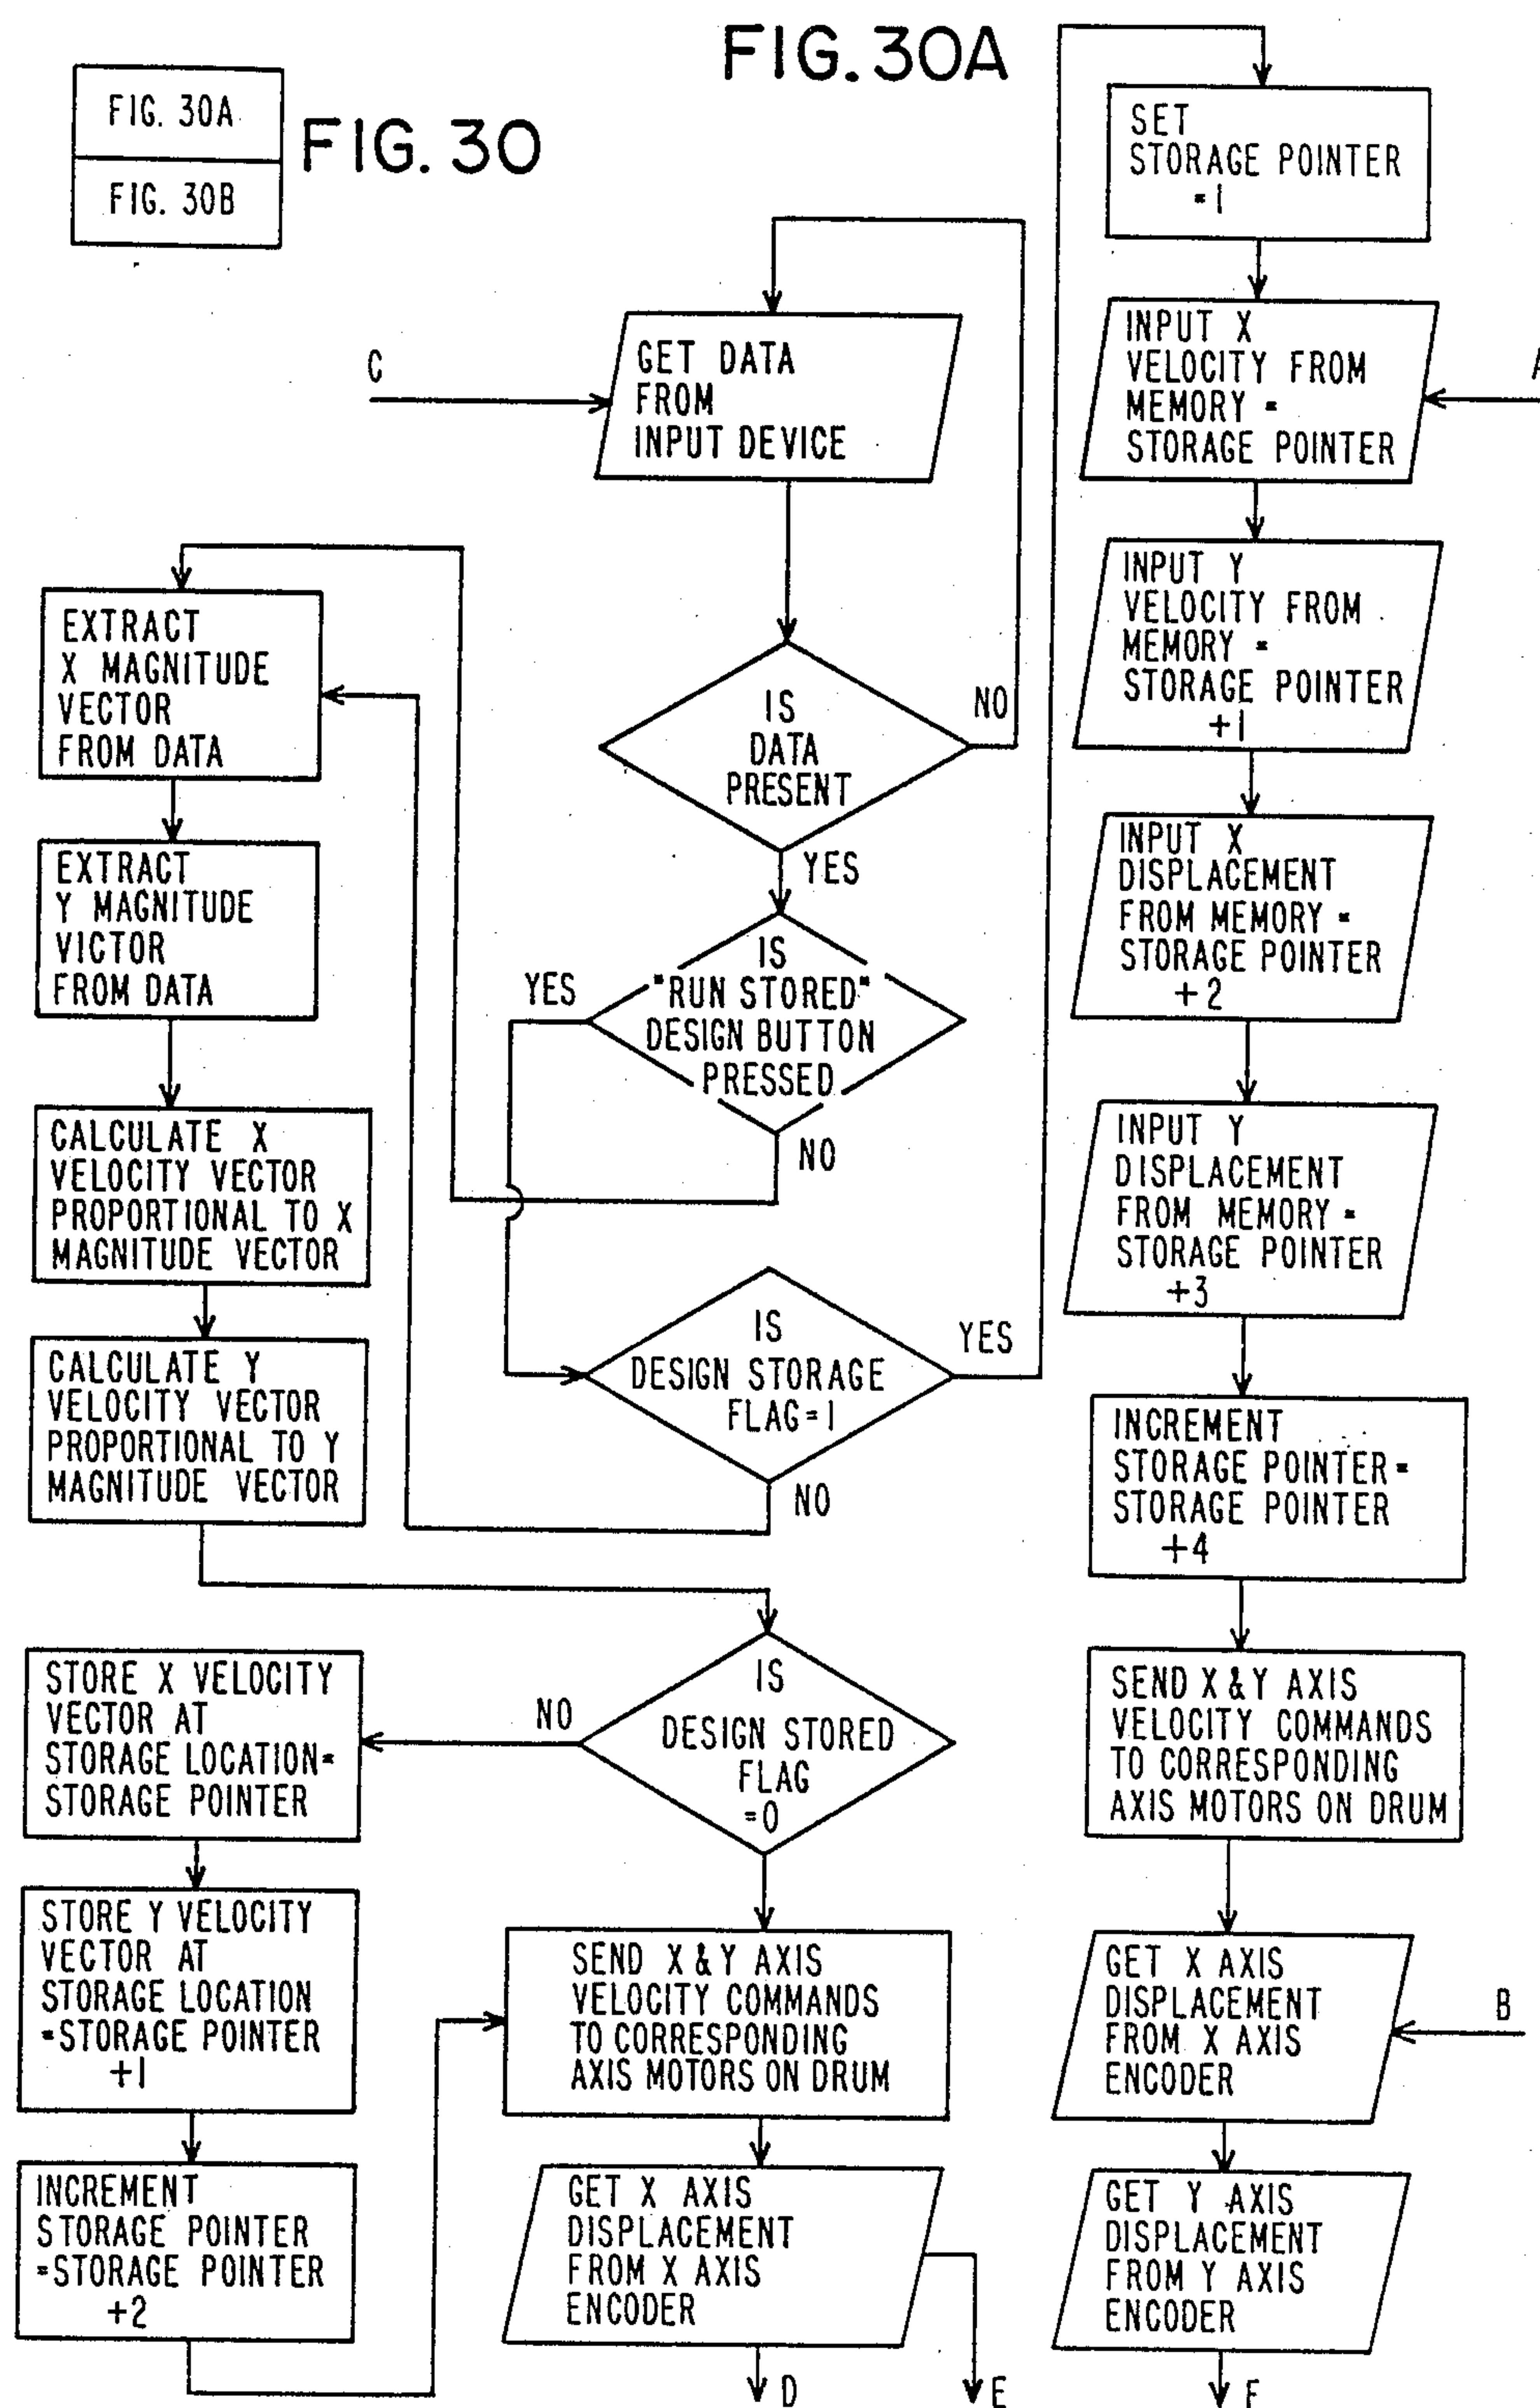 FIG. 30A
FIG. 30A
FIG. 30B
FIG. 30
C
GET DATA
FROM
INPUT DEVICE
IS
DATA
PRESENT
NO
YES
IS
"RUN STORED"
DESIGN BUTTON
PRESSED
YES
NO
IS
DESIGN STORAGE
FLAG=1
YES
NO
EXTRACT
X MAGNITUDE
VECTOR
FROM DATA
EXTRACT
Y MAGNITUDE
VICTOR
FROM DATA
CALCULATE X
VELOCITY VECTOR
PROPORTIONAL TO X
MAGNITUDE VECTOR
CALCULATE Y
VELOCITY VECTOR
PROPORTIONAL TO Y
MAGNITUDE VECTOR
IS
DESIGN STORED
FLAG
=0
NO
STORE X VELOCITY
VECTOR AT
STORAGE LOCATION=
STORAGE POINTER
STORE Y VELOCITY
VECTOR AT
STORAGE LOCATION
=STORAGE POINTER
+1
INCREMENT
STORAGE POINTER
=STORAGE POINTER
+2
SEND X & Y AXIS
VELOCITY COMMANDS
TO CORRESPONDING
AXIS MOTORS ON DRUM
GET X AXIS
DISPLACEMENT
FROM X AXIS
ENCODER
D
E
SET
STORAGE POINTER
=1
INPUT X
VELOCITY FROM
MEMORY =
STORAGE POINTER
A
INPUT Y
VELOCITY FROM
MEMORY =
STORAGE POINTER
+1
INPUT X
DISPLACEMENT
FROM MEMORY =
STORAGE POINTER
+2
INPUT Y
DISPLACEMENT
FROM MEMORY =
STORAGE POINTER
+3
INCREMENT
STORAGE POINTER=
STORAGE POINTER
+4
SEND X & Y AXIS
VELOCITY COMMANDS
TO CORRESPONDING
AXIS MOTORS ON DRUM
GET X AXIS
DISPLACEMENT
FROM X AXIS
ENCODER
B
GET Y AXIS
DISPLACEMENT
FROM Y AXIS
ENCODER
F